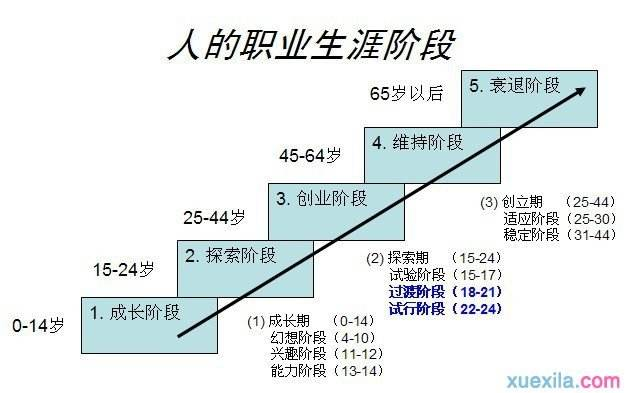 人的职业生涯阶段
65岁以后
5. 衰退阶段
45-64岁
4. 维持阶段
25-44岁
3. 创业阶段
15-24岁
2. 探索阶段
0-14岁
1. 成长阶段
(3) 创立期 (25-44)
适应阶段 (25-30)
稳定阶段 (31-44)
(2) 探索期 (15-24)
试验阶段 (15-17)
过渡阶段 (18-21)
试行阶段 (22-24)
(1) 成长期 (0-14)
幻想阶段 (4-10)
兴趣阶段 (11-12)
能力阶段 (13-14)
xuexila.com